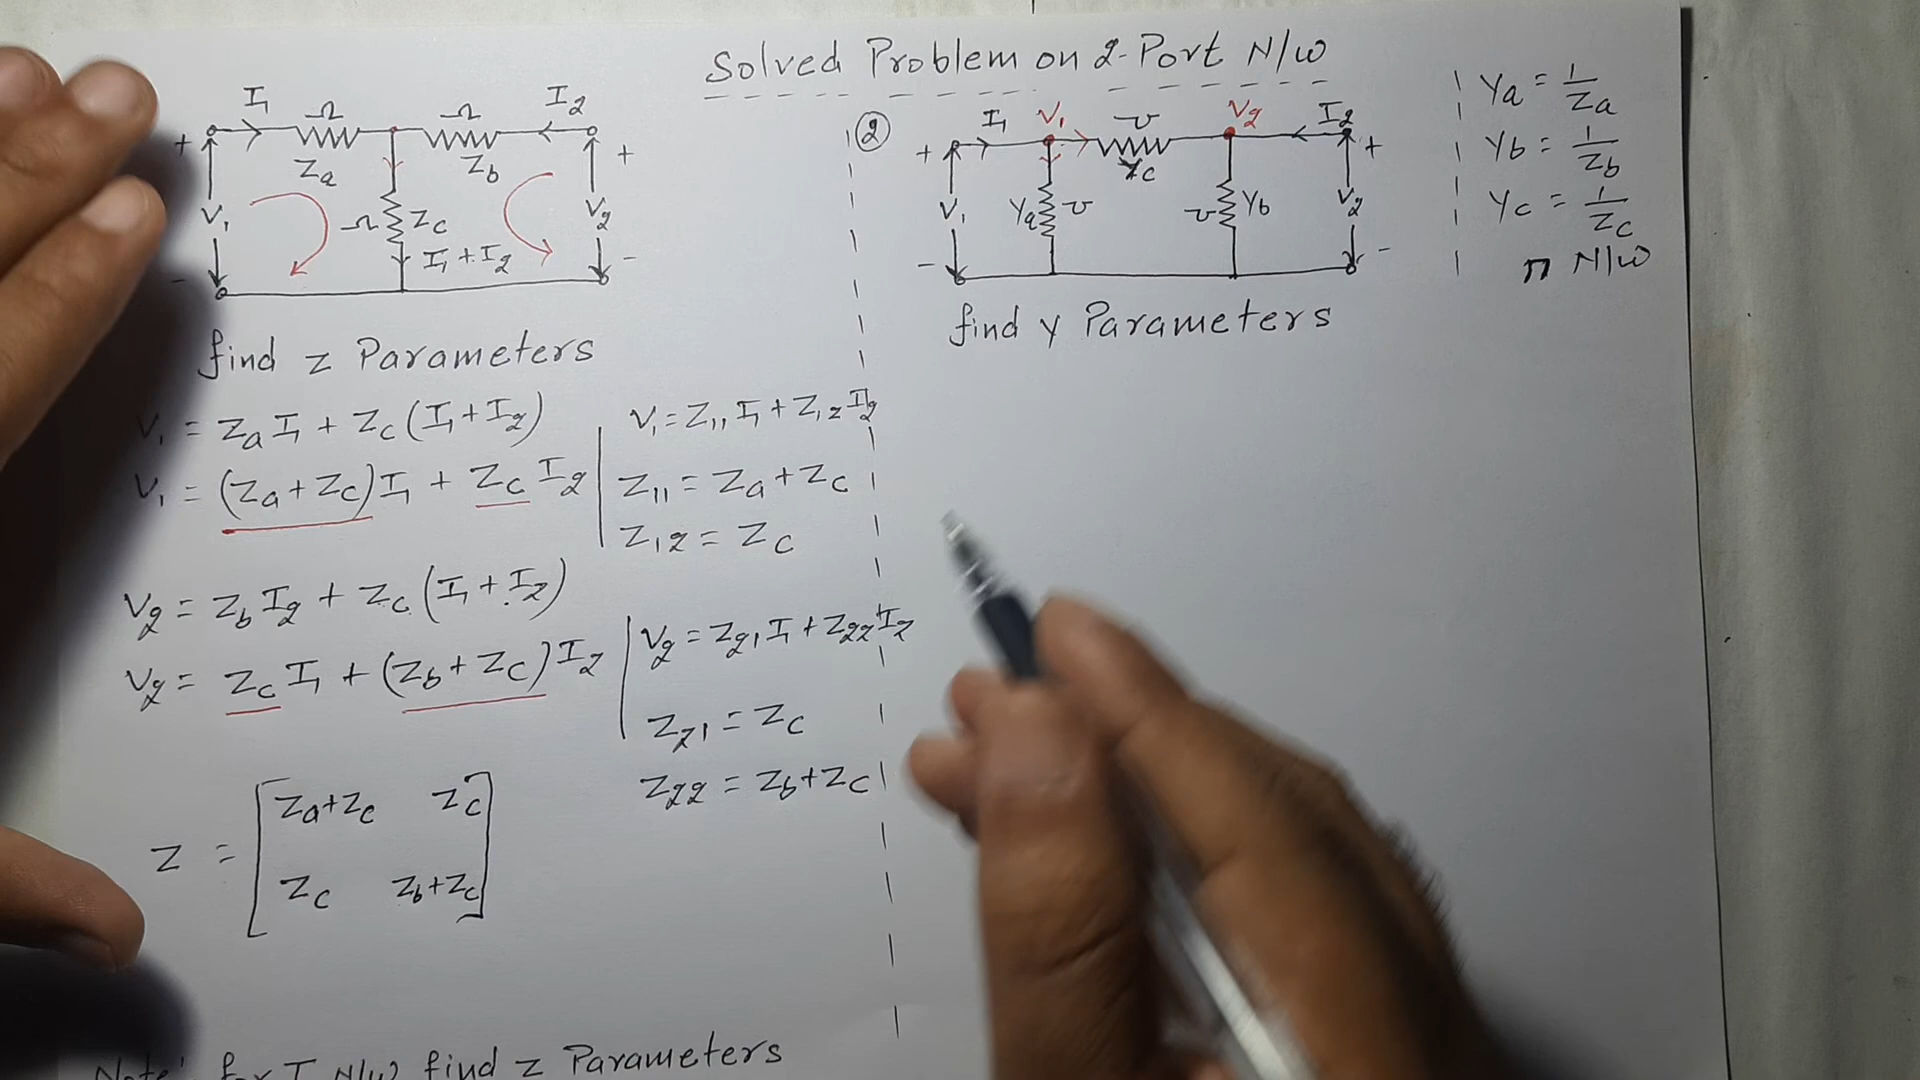 Solved Problem on 2-Port N/W
I1 Ω Ω I2
+ Za Zb +
V1 Ω Zc V2
I1 + I2
- -
find z Parameters
V1 = Za I1 + Zc (I1 + I2)
V1 = Z11 I1 + Z12 I2
V1 = (Za + Zc) I1 + Zc I2
Z11 = Za + Zc
Z12 = Zc
V2 = Zb I2 + Zc (I1 + I2)
V2 = Z21 I1 + Z22 I2
V2 = Zc I1 + (Zb + Zc) I2
Z21 = Zc
Z22 = Zb + Zc
Z = [ Za+Zc Zc
Zc Zb+Zc ]
Note: for T N/W find z Parameters
② I1 V1 ℧ V2 I2
+ Yc +
V1 Ya ℧ ℧ Yb V2
- -
find y Parameters
Ya = 1/Za
Yb = 1/Zb
Yc = 1/Zc
π N/W